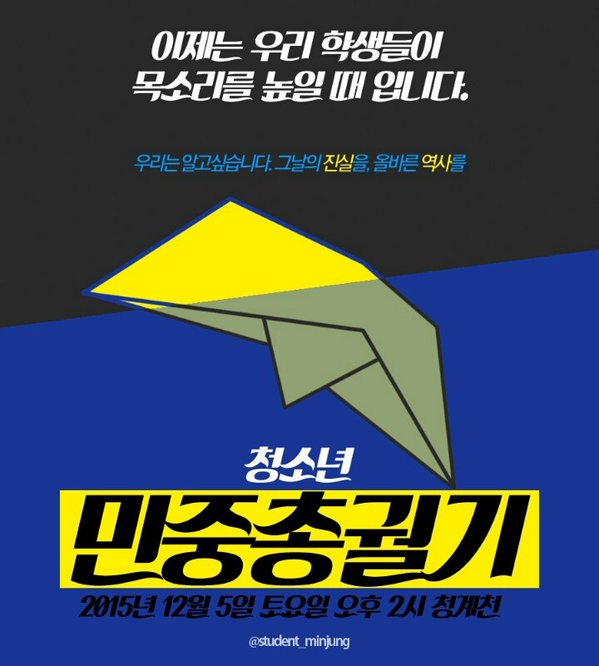 이제는 우리 학생들이
목소리를 높일 때 입니다.
우리는 알고싶습니다. 그날의 진실을, 올바른 역사를
청소년
민중총궐기
2015년 12월 5일 토요일 오후 2시 청계천
@student_minjung